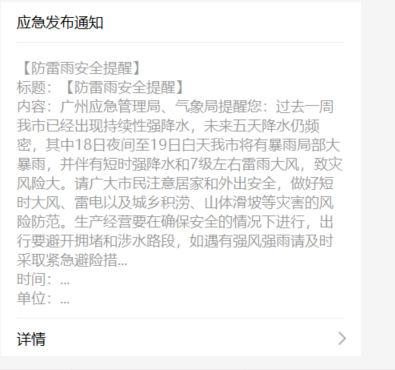 应急发布通知
【防雷雨安全提醒】
标题：【防雷雨安全提醒】
内容：广州应急管理局、气象局提醒您：过去一周
我市已经出现持续性强降水，未来五天降水仍频
密，其中18日夜间至19日白天我市将有暴雨局部大
暴雨，并伴有短时强降水和7级左右雷雨大风，致灾
风险大。请广大市民注意居家和外出安全，做好短
时大风、雷电以及城乡积涝、山体滑坡等灾害的风
险防范。生产经营要在确保安全的情况下进行，出
行要避开拥堵和涉水路段，如遇有强风强雨请及时
采取紧急避险措...
时间：...
单位：...
详情